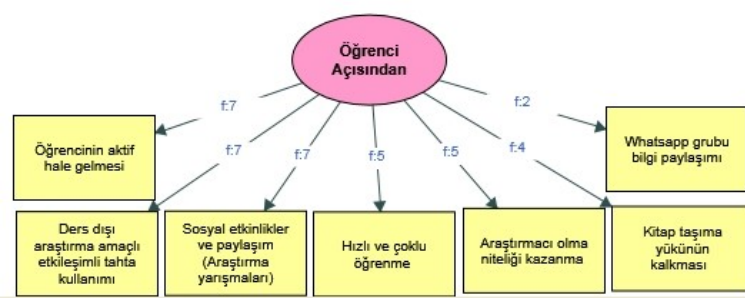 Öğrenci
Açısından
f:7
f:7
f:7
f:5
f:5
f:4
f:2
Öğrencinin aktif
hale gelmesi
Ders dışı
araştırma amaçlı
etkileşimli tahta
kullanımı
Sosyal etkinlikler
ve paylaşım
(Araştırma
yarışmaları)
Hızlı ve çoklu
öğrenme
Araştırmacı olma
niteliği kazanma
Kitap taşıma
yükünün
kalkması
Whatsapp grubu
bilgi paylaşımı